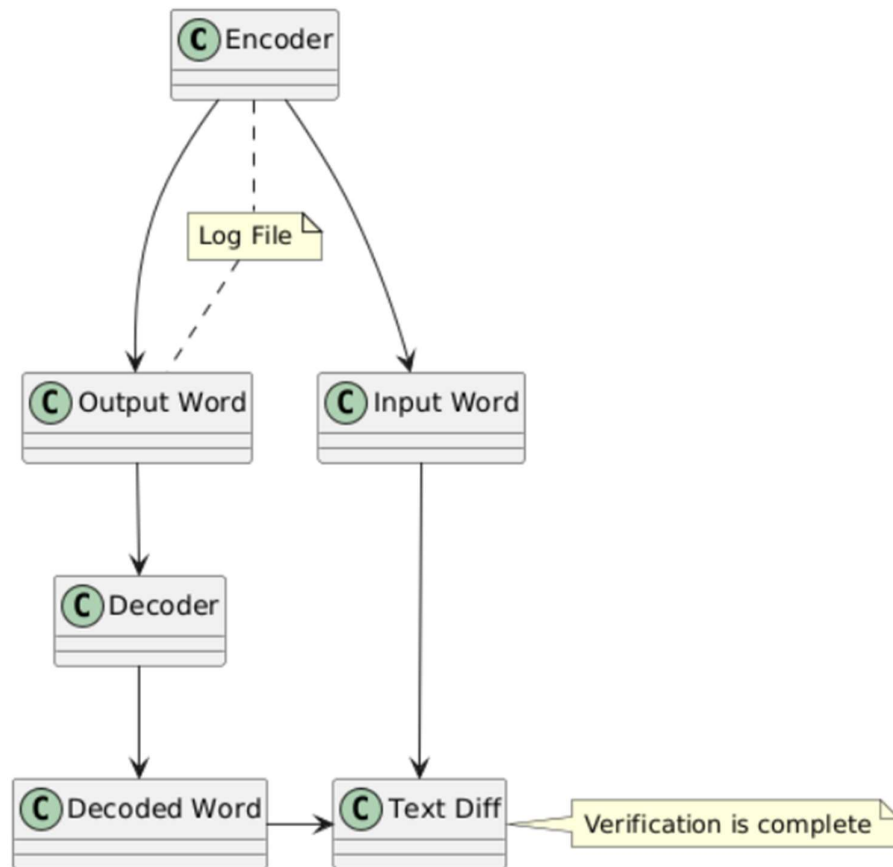 C Encoder
Log File
C Output Word
C Input Word
C Decoder
C Decoded Word
C Text Diff
Verification is complete